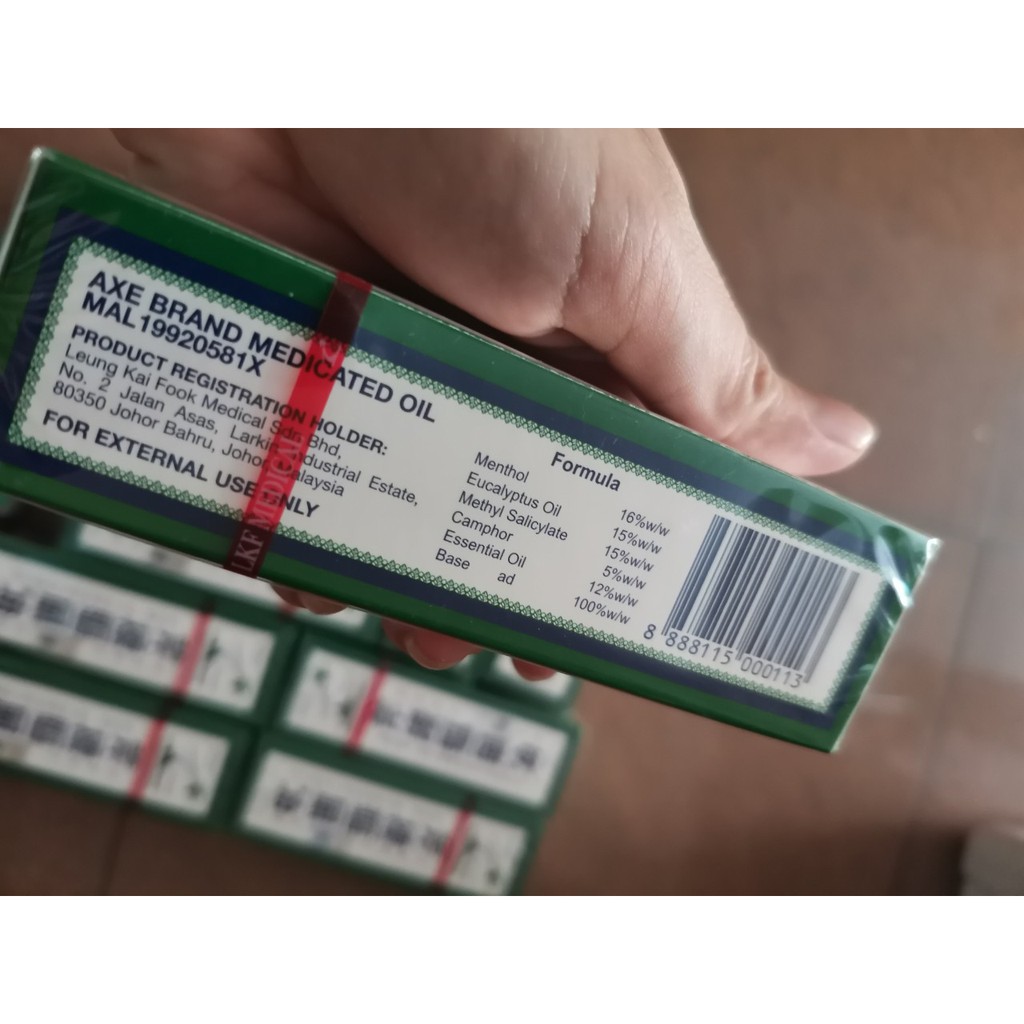 AXE BRAND MEDICATED OIL
MAL19920581X
PRODUCT REGISTRATION HOLDER:
Leung Kai Fook Medical Sdn Bhd,
No. 2 Jalan Asas, Larkin Industrial Estate,
80350 Johor Bahru, Johor Malaysia
FOR EXTERNAL USE ONLY
LKF MEDICAL
Formula
Menthol 16%w/w
Eucalyptus Oil 15%w/w
Methyl Salicylate 15%w/w
Camphor 5%w/w
Essential Oil 12%w/w
Base ad 100%w/w
8 888115 000113